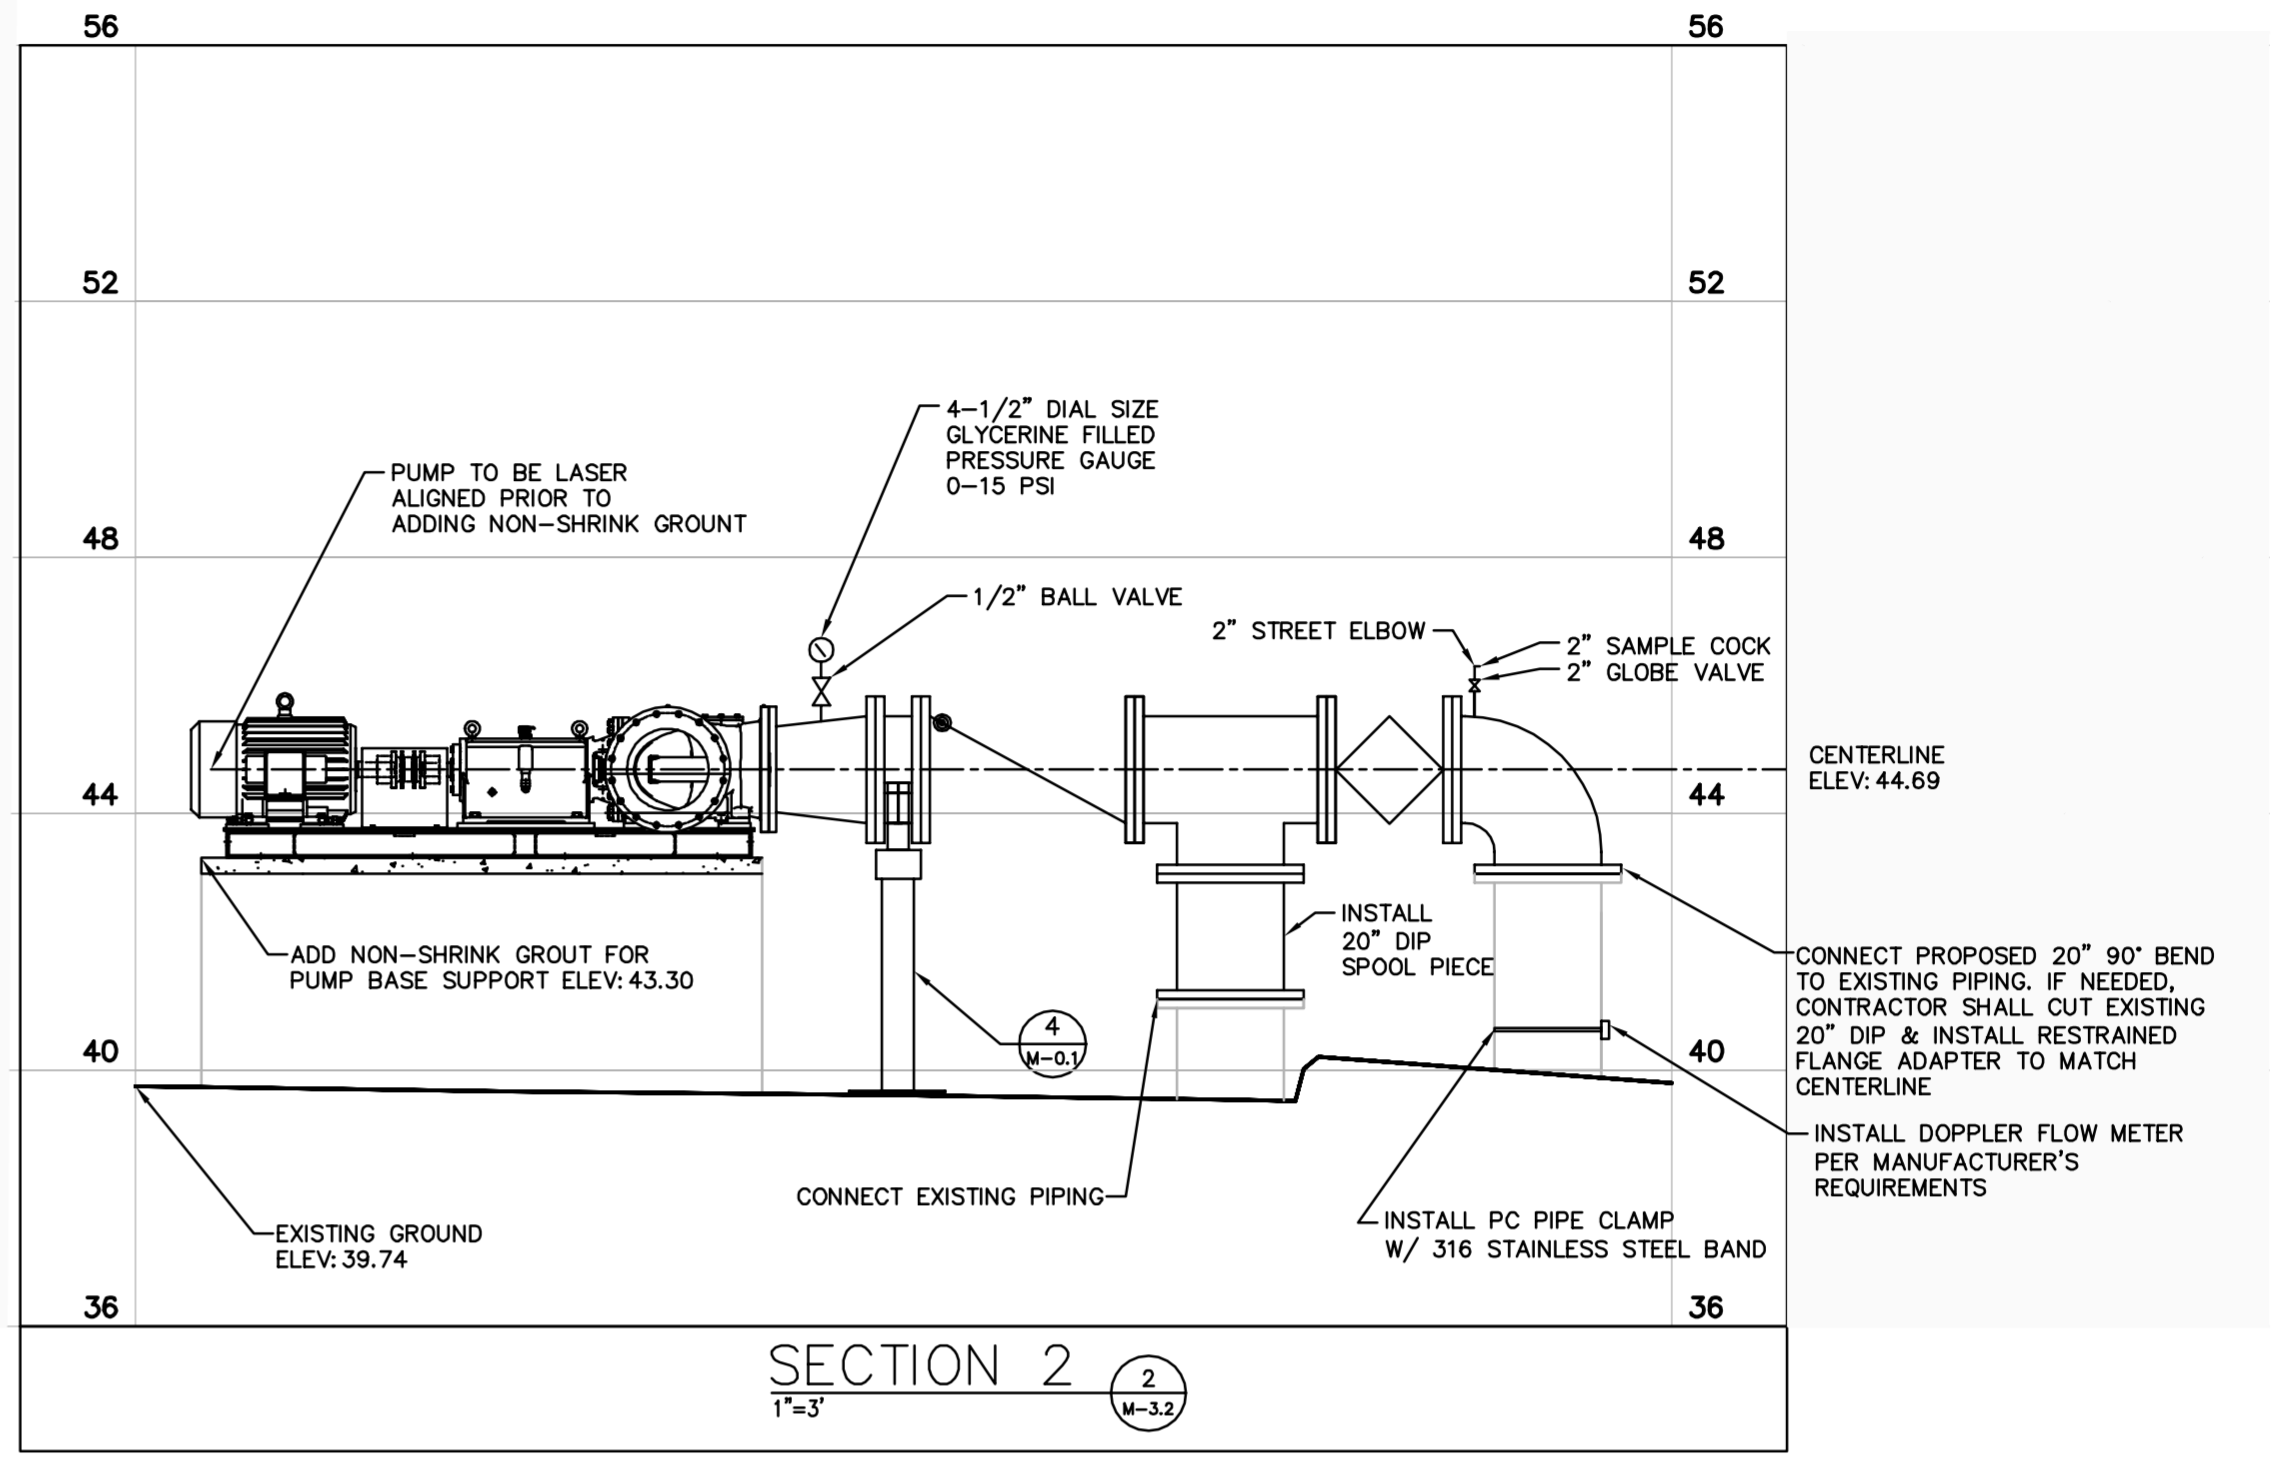 56
56
52
52
4-1/2" DIAL SIZE
GLYCERINE FILLED
PRESSURE GAUGE
0-15 PSI
PUMP TO BE LASER
ALIGNED PRIOR TO
ADDING NON-SHRINK GROUNT
48
48
1/2" BALL VALVE
2" STREET ELBOW
2" SAMPLE COCK
2" GLOBE VALVE
CENTERLINE
ELEV: 44.69
44
44
INSTALL
20" DIP
SPOOL PIECE
ADD NON-SHRINK GROUT FOR
PUMP BASE SUPPORT ELEV: 43.30
CONNECT PROPOSED 20" 90° BEND
TO EXISTING PIPING. IF NEEDED,
CONTRACTOR SHALL CUT EXISTING
20" DIP & INSTALL RESTRAINED
FLANGE ADAPTER TO MATCH
CENTERLINE
4
M-0.1
40
40
INSTALL DOPPLER FLOW METER
PER MANUFACTURER'S
REQUIREMENTS
CONNECT EXISTING PIPING
INSTALL PC PIPE CLAMP
W/ 316 STAINLESS STEEL BAND
EXISTING GROUND
ELEV: 39.74
36
36
SECTION 2
1"=3'
2
M-3.2